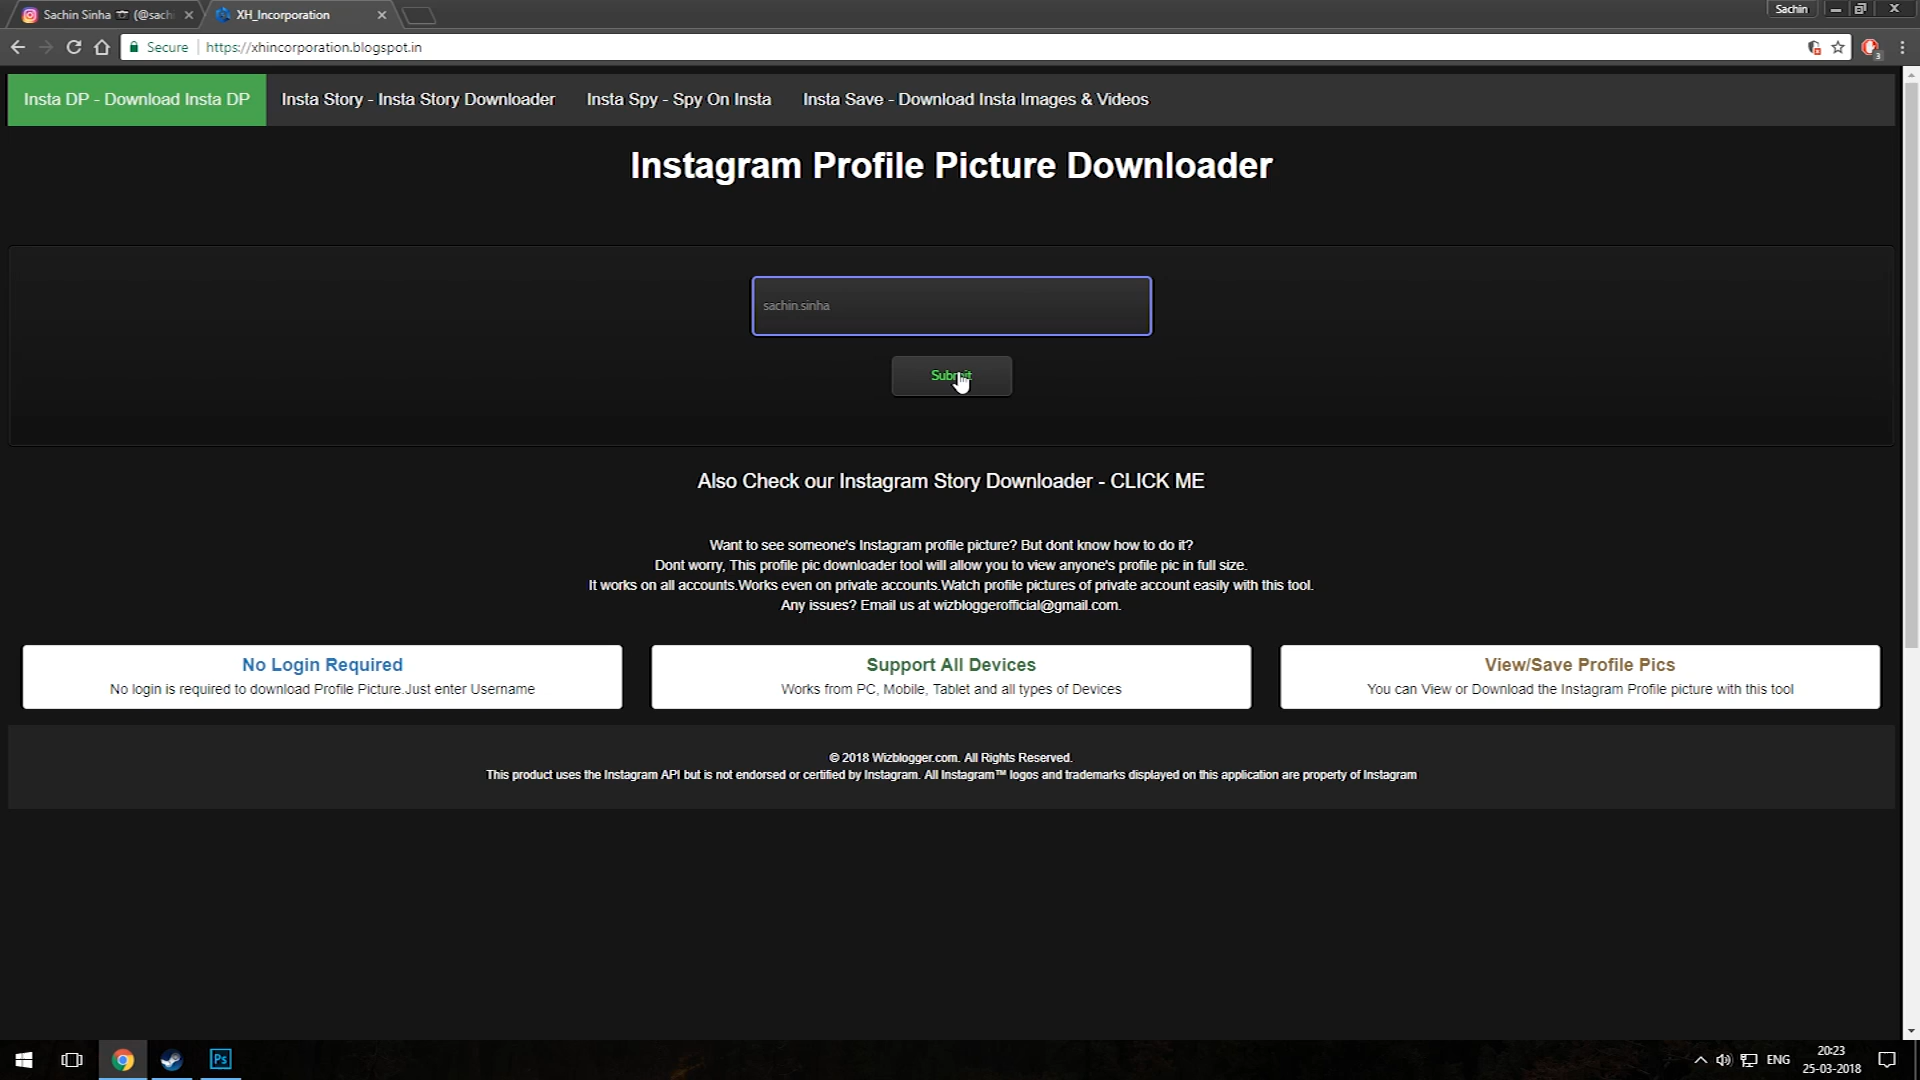 Sachin Sinha (@sach
XH_Incorporation
Sachin
Secure
https://xhincorporation.blogspot.in
3
Insta DP - Download Insta DP
Insta Story - Insta Story Downloader
Insta Spy - Spy On Insta
Insta Save - Download Insta Images & Videos
Instagram Profile Picture Downloader
sachin.sinha
Submit
Also Check our Instagram Story Downloader - CLICK ME
Want to see someone's Instagram profile picture? But dont know how to do it?
Dont worry, This profile pic downloader tool will allow you to view anyone's profile pic in full size.
It works on all accounts.Works even on private accounts.Watch profile pictures of private account easily with this tool.
Any issues? Email us at wizbloggerofficial@gmail.com.
No Login Required
No login is required to download Profile Picture.Just enter Username
Support All Devices
Works from PC, Mobile, Tablet and all types of Devices
View/Save Profile Pics
You can View or Download the Instagram Profile picture with this tool
© 2018 Wizblogger.com. All Rights Reserved.
This product uses the Instagram API but is not endorsed or certified by Instagram. All Instagram™ logos and trademarks displayed on this application are property of Instagram
Ps
ENG
20:23
25-03-2018